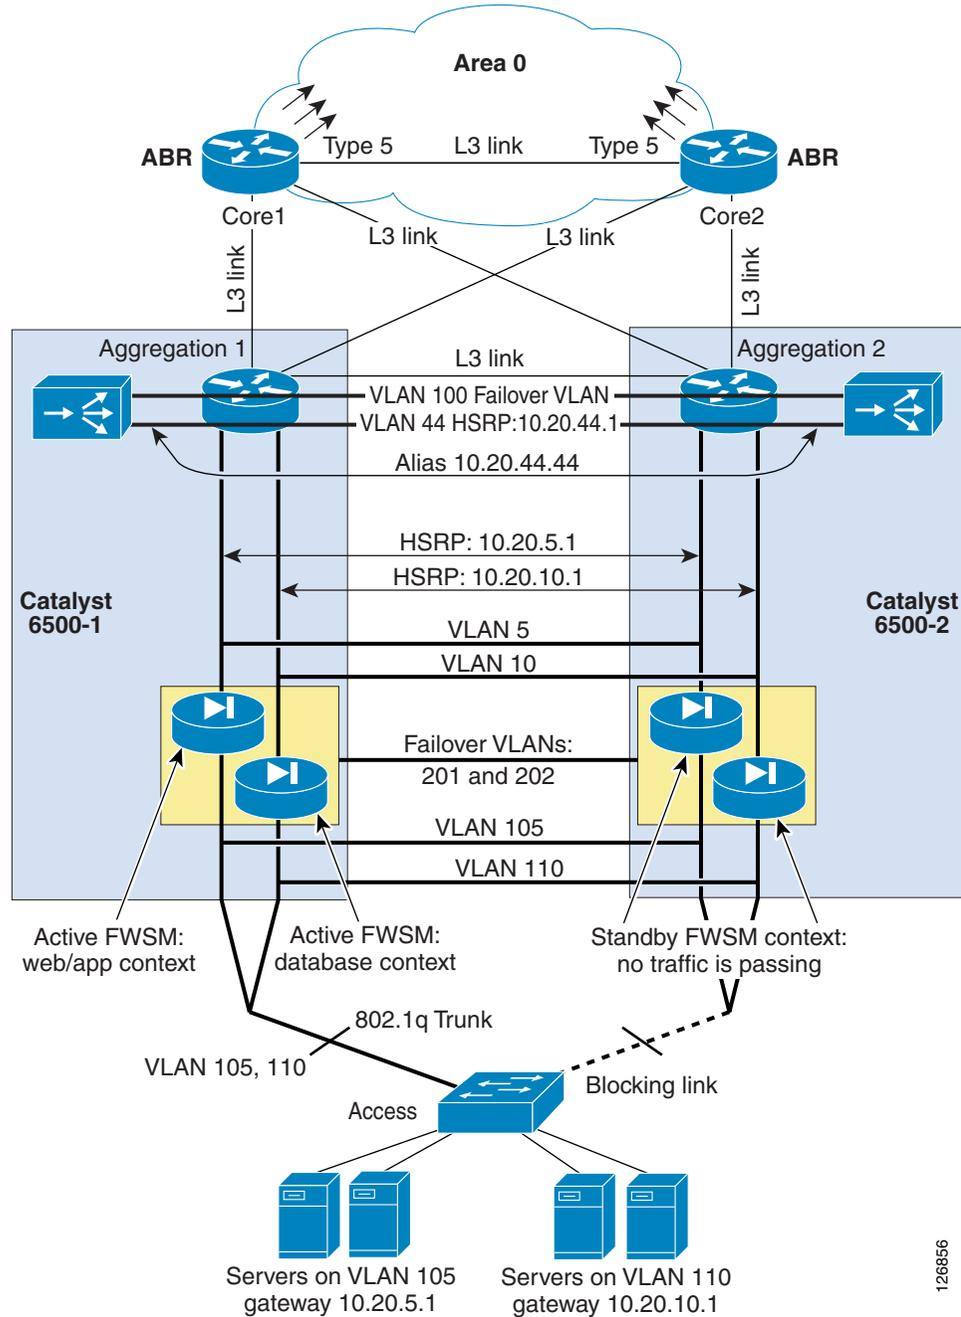 Area 0
ABR
Type 5
L3 link
Type 5
ABR
Core1
Core2
L3 link
L3 link
L3 link
L3 link
Aggregation 1
L3 link
Aggregation 2
VLAN 100 Failover VLAN
VLAN 44 HSRP:10.20.44.1
Alias 10.20.44.44
HSRP: 10.20.5.1
HSRP: 10.20.10.1
Catalyst
6500-1
Catalyst
6500-2
VLAN 5
VLAN 10
Failover VLANs:
201 and 202
VLAN 105
VLAN 110
Active FWSM:
web/app context
Active FWSM:
database context
Standby FWSM context:
no traffic is passing
802.1q Trunk
VLAN 105, 110
Blocking link
Access
Servers on VLAN 105
gateway 10.20.5.1
Servers on VLAN 110
gateway 10.20.10.1
126856